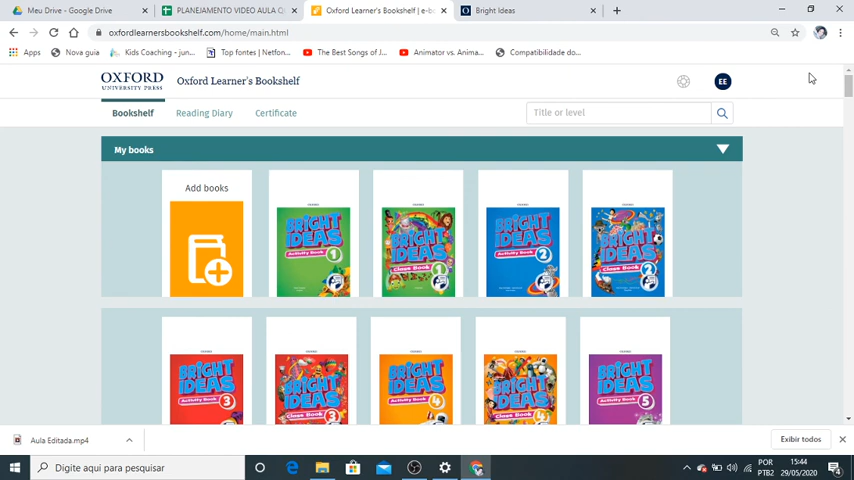 Meu Drive - Google Drive
PLANEJAMENTO VIDEO AULA Q
Oxford Learner's Bookshelf | e-b
Bright Ideas
oxfordlearnersbookshelf.com/home/main.html
Apps
Nova guia
Kids Coaching - jun...
Top fontes | Netfon...
The Best Songs of J...
Animator vs. Anima...
Compatibilidade do...
OXFORD
UNIVERSITY PRESS
Oxford Learner's Bookshelf
EE
Bookshelf
Reading Diary
Certificate
Title or level
My books
Add books
BRIGHT IDEAS Activity Book 1
BRIGHT IDEAS Class Book 1
BRIGHT IDEAS Activity Book 2
BRIGHT IDEAS Class Book 2
BRIGHT IDEAS Activity Book 3
BRIGHT IDEAS Class Book 3
BRIGHT IDEAS Activity Book 4
BRIGHT IDEAS Class Book 4
BRIGHT IDEAS Activity Book 5
Aula Editada.mp4
Exibir todos
Digite aqui para pesquisar
POR
PTB2
15:44
29/05/2020
4